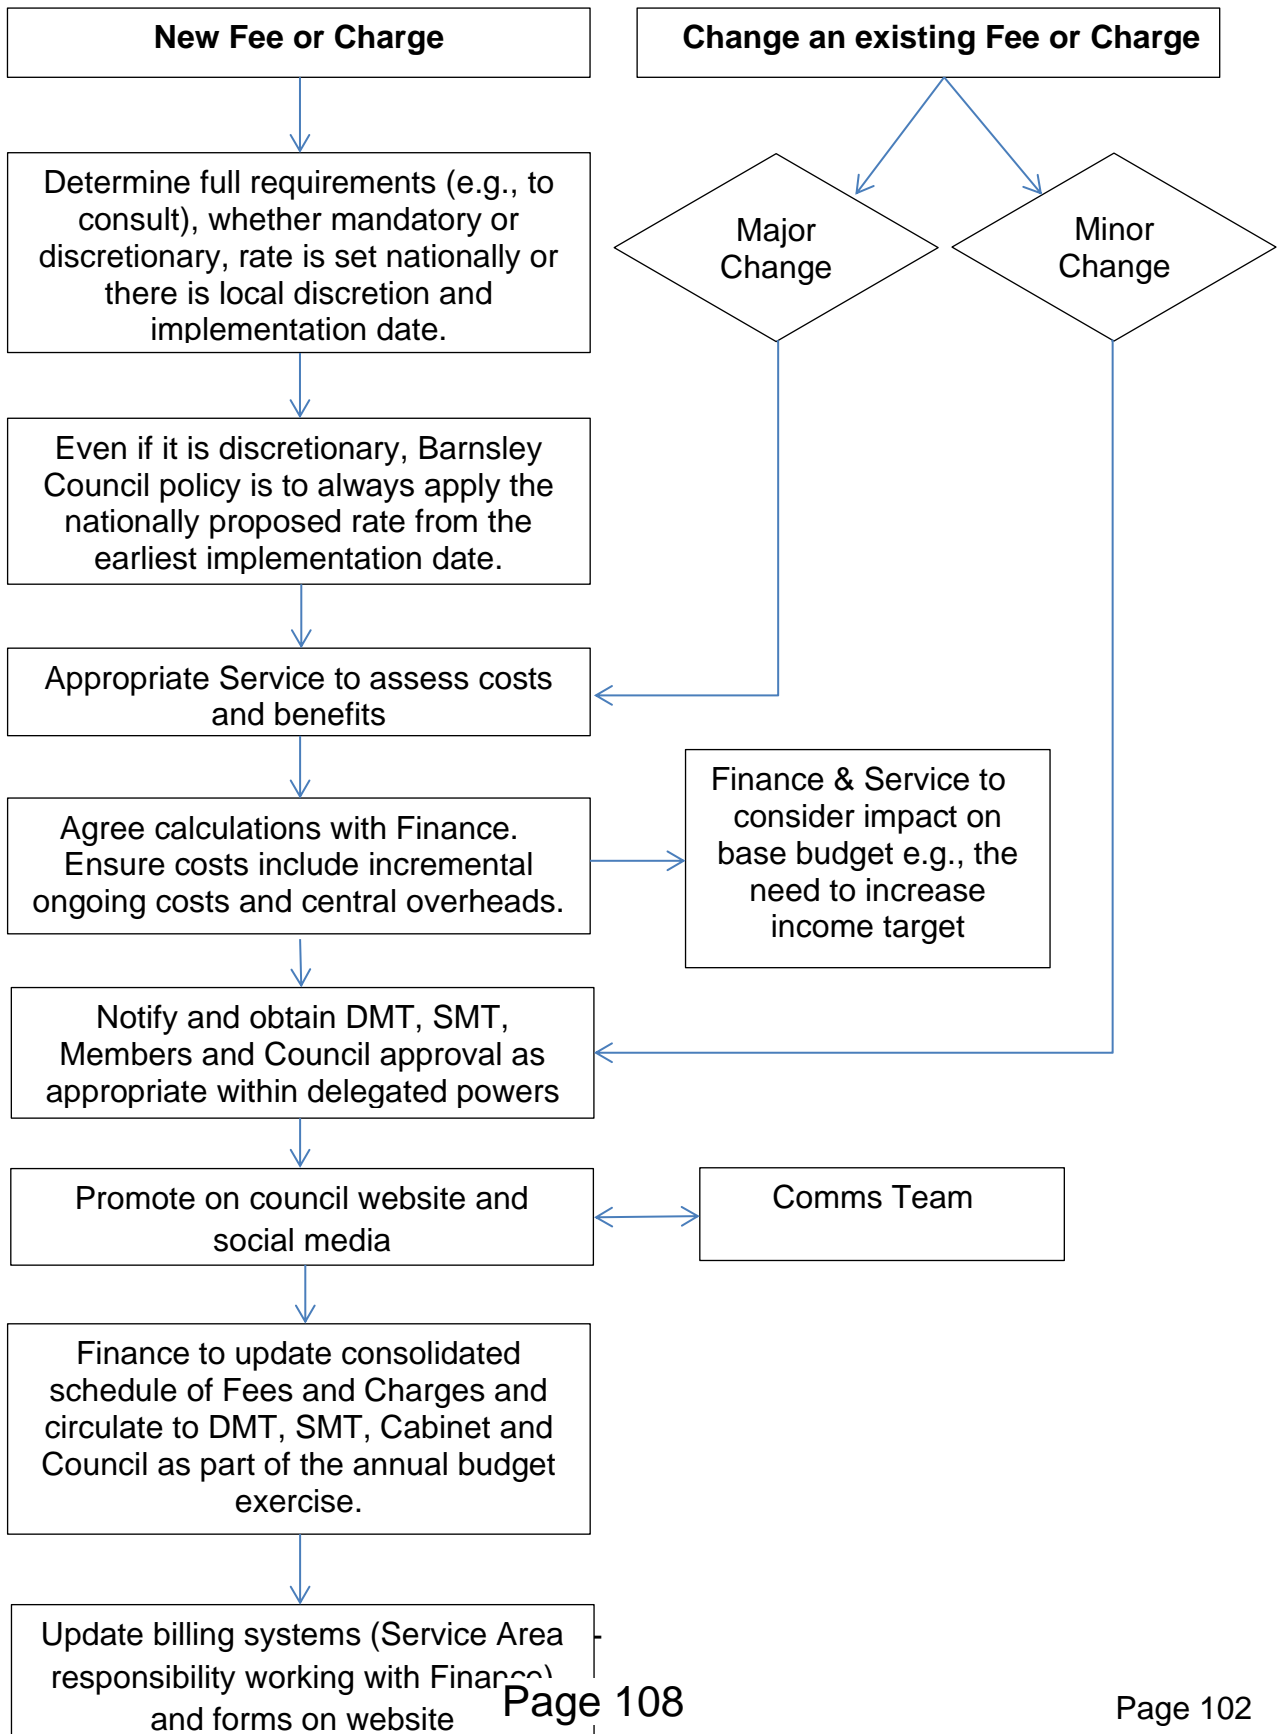 New Fee or Charge
Change an existing Fee or Charge
Determine full requirements (e.g., to
consult), whether mandatory or
discretionary, rate is set nationally or
there is local discretion and
implementation date.
Major
Change
Minor
Change
Even if it is discretionary, Barnsley
Council policy is to always apply the
nationally proposed rate from the
earliest implementation date.
Appropriate Service to assess costs
and benefits
Agree calculations with Finance.
Ensure costs include incremental
ongoing costs and central overheads.
Finance & Service to
consider impact on
base budget e.g., the
need to increase
income target
Notify and obtain DMT, SMT,
Members and Council approval as
appropriate within delegated powers
Promote on council website and
social media
Comms Team
Finance to update consolidated
schedule of Fees and Charges and
circulate to DMT, SMT, Cabinet and
Council as part of the annual budget
exercise.
Update billing systems (Service Area -
responsibility working with Finance)
and forms on website
Page 108
Page 102